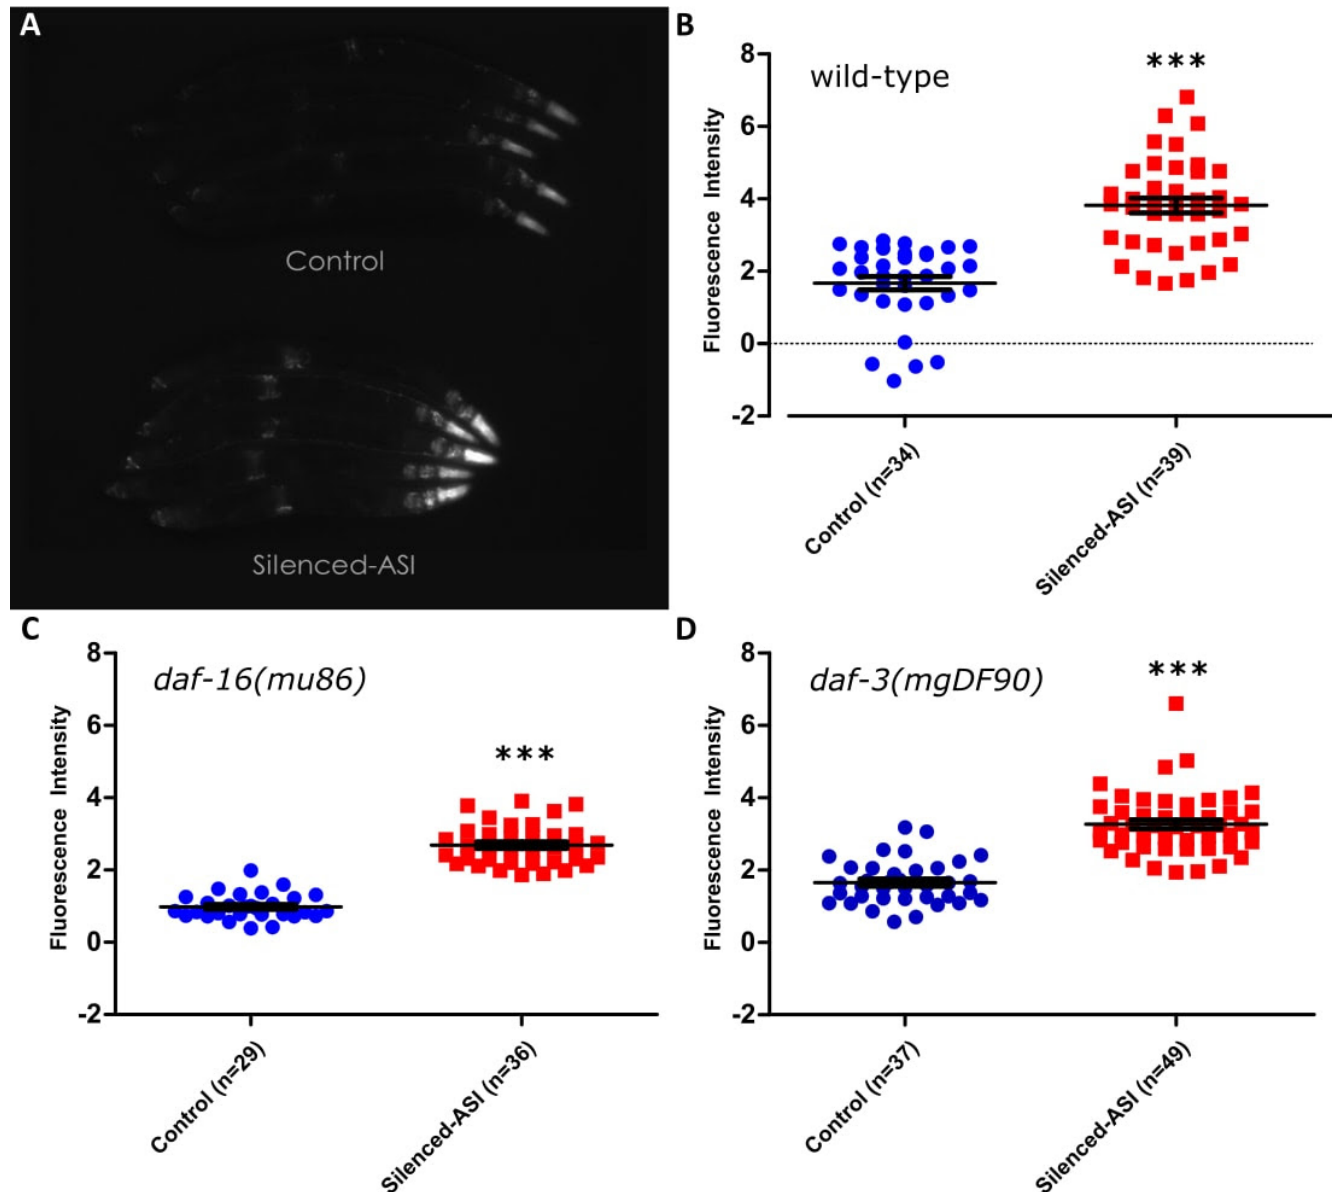 A
Control
Silenced-ASI
B
8
6
4
2
0
-2
Fluorescence Intensity
wild-type
***
Control (n=34)
Silenced-ASI (n=39)
C
8
6
4
2
0
-2
Fluorescence Intensity
daf-16(mu86)
***
Control (n=29)
Silenced-ASI (n=36)
D
8
6
4
2
0
-2
Fluorescence Intensity
daf-3(mgDF90)
***
Control (n=37)
Silenced-ASI (n=49)